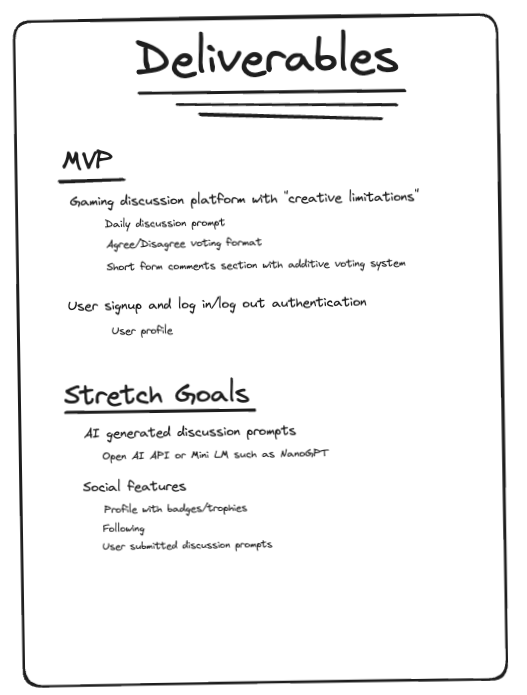 Deliverables
MVP
Gaming discussion platform with "creative limitations"
Daily discussion prompt
Agree/Disagree voting format
Short form comments section with additive voting system
User signup and log in/log out authentication
User profile
Stretch Goals
AI generated discussion prompts
Open AI API or Mini LM such as NanoGPT
Social features
Profile with badges/trophies
Following
User submitted discussion prompts